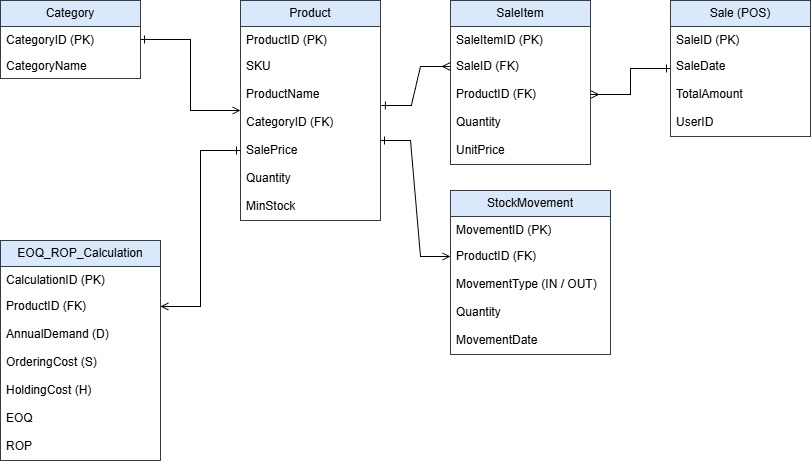 Category
CategoryID (PK)
CategoryName
Product
ProductID (PK)
SKU
ProductName
CategoryID (FK)
SalePrice
Quantity
MinStock
SaleItem
SaleItemID (PK)
SaleID (FK)
ProductID (FK)
Quantity
UnitPrice
Sale (POS)
SaleID (PK)
SaleDate
TotalAmount
UserID
StockMovement
MovementID (PK)
ProductID (FK)
MovementType (IN / OUT)
Quantity
MovementDate
EOQ_ROP_Calculation
CalculationID (PK)
ProductID (FK)
AnnualDemand (D)
OrderingCost (S)
HoldingCost (H)
EOQ
ROP